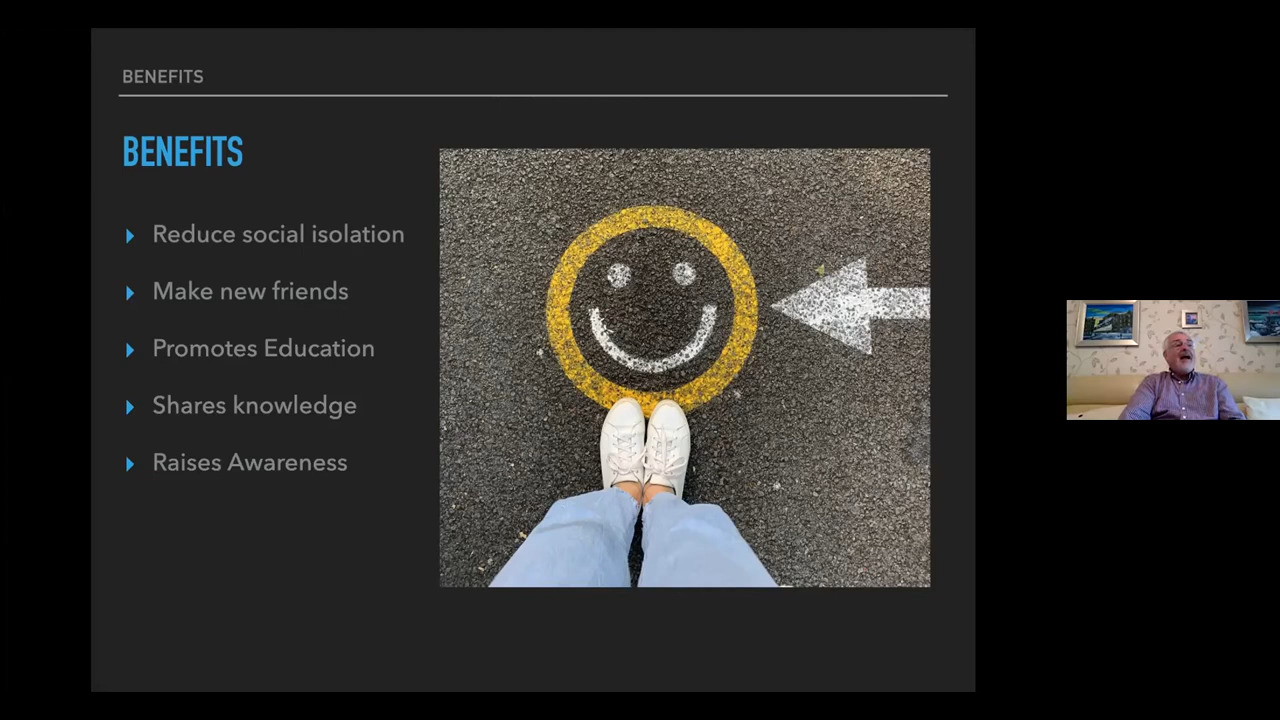 BENEFITS
BENEFITS
Reduce social isolation
Make new friends
Promotes Education
Shares knowledge
Raises Awareness